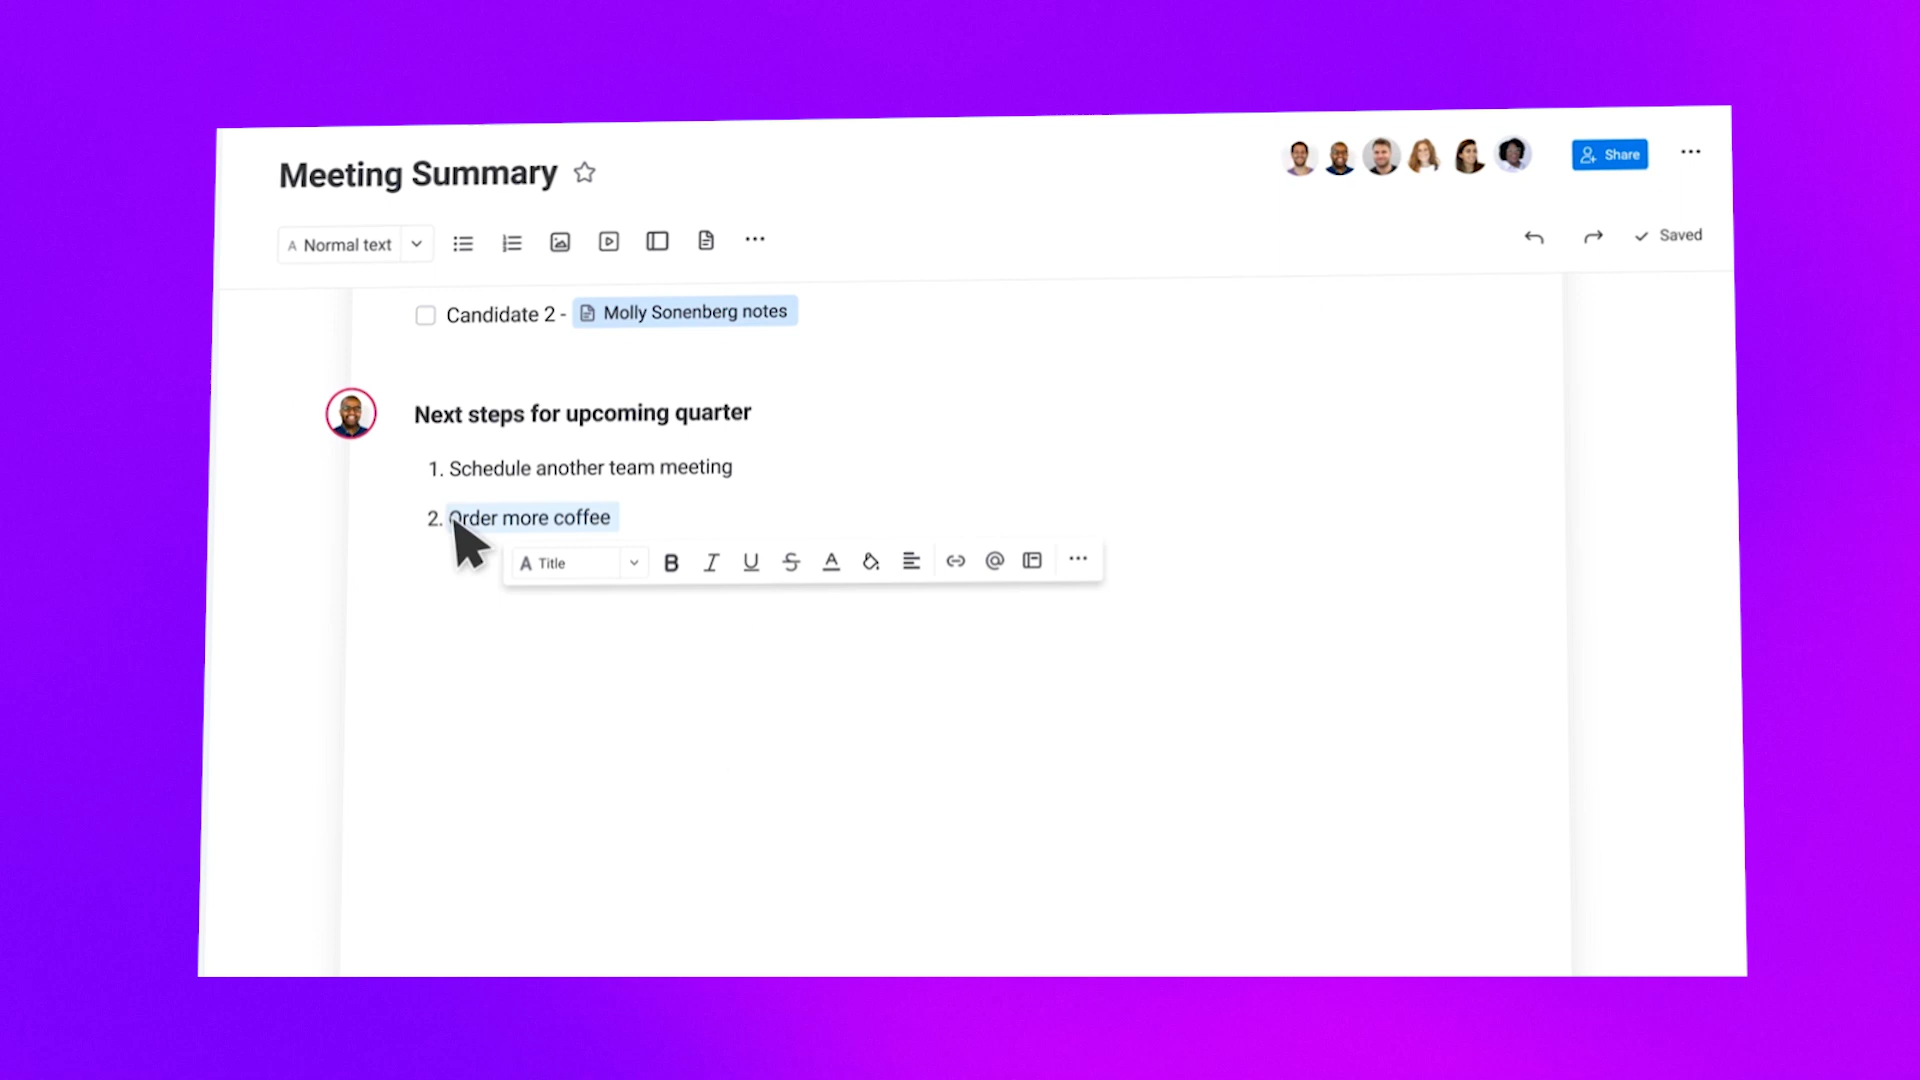 Meeting Summary
Share
A Normal text
Saved
Candidate 2 - Molly Sonenberg notes
Next steps for upcoming quarter
1. Schedule another team meeting
2. Order more coffee
A Title B I U S A @